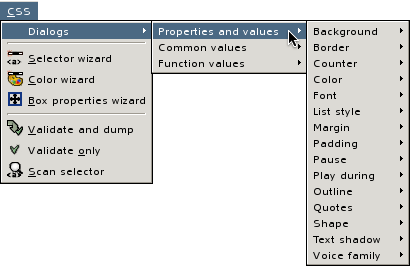 CSS
Dialogs
Selector wizard
Color wizard
Box properties wizard
Validate and dump
Validate only
Scan selector
Properties and values
Common values
Function values
Background
Border
Counter
Color
Font
List style
Margin
Padding
Pause
Play during
Outline
Quotes
Shape
Text shadow
Voice family